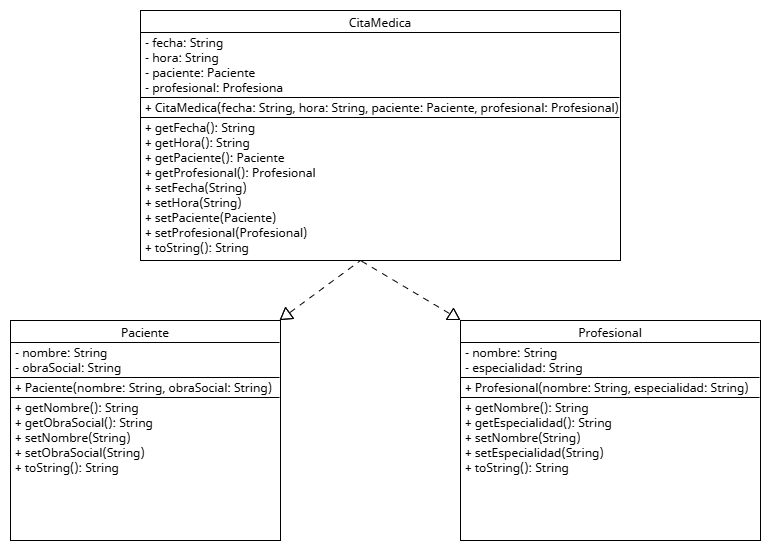 CitaMedica
- fecha: String
- hora: String
- paciente: Paciente
- profesional: Profesiona
+ CitaMedica(fecha: String, hora: String, paciente: Paciente, profesional: Profesional)
+ getFecha(): String
+ getHora(): String
+ getPaciente(): Paciente
+ getProfesional(): Profesional
+ setFecha(String)
+ setHora(String)
+ setPaciente(Paciente)
+ setProfesional(Profesional)
+ toString(): String
Paciente
- nombre: String
- obraSocial: String
+ Paciente(nombre: String, obraSocial: String)
+ getNombre(): String
+ getObraSocial(): String
+ setNombre(String)
+ setObraSocial(String)
+ toString(): String
Profesional
- nombre: String
- especialidad: String
+ Profesional(nombre: String, especialidad: String)
+ getNombre(): String
+ getEspecialidad(): String
+ setNombre(String)
+ setEspecialidad(String)
+ toString(): String